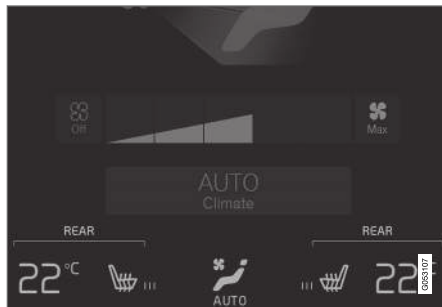 Off
Max
AUTO
Climate
REAR
REAR
22°C
22°C
AUTO
G053107